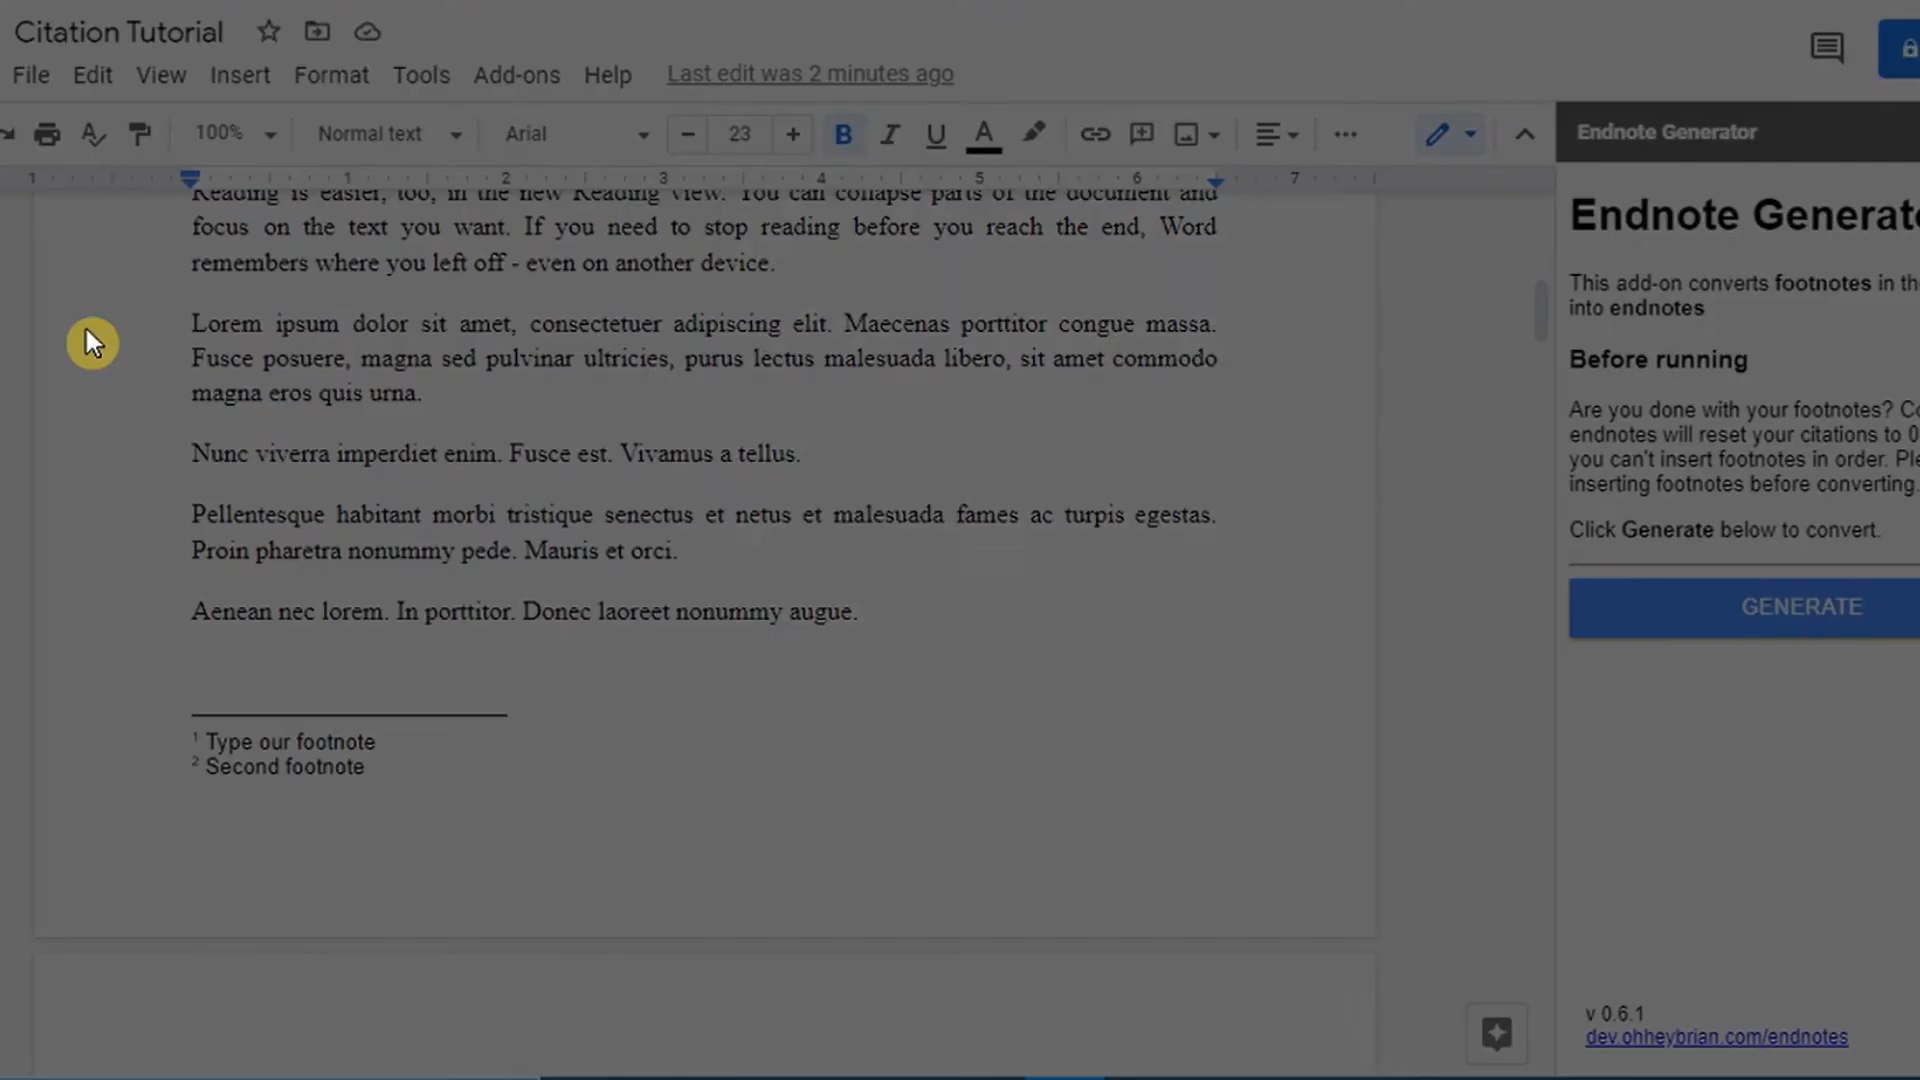 Citation Tutorial
File Edit View Insert Format Tools Add-ons Help Last edit was 2 minutes ago
100% Normal text Arial 23
Endnote Generator
1 1 2 3 4 5 6 7
Reading is easier, too, in the new Reading view. You can collapse parts of the document and
focus on the text you want. If you need to stop reading before you reach the end, Word
remembers where you left off - even on another device.
Lorem ipsum dolor sit amet, consectetuer adipiscing elit. Maecenas porttitor congue massa.
Fusce posuere, magna sed pulvinar ultricies, purus lectus malesuada libero, sit amet commodo
magna eros quis urna.
Nunc viverra imperdiet enim. Fusce est. Vivamus a tellus.
Pellentesque habitant morbi tristique senectus et netus et malesuada fames ac turpis egestas.
Proin pharetra nonummy pede. Mauris et orci.
Aenean nec lorem. In porttitor. Donec laoreet nonummy augue.
1 Type our footnote
2 Second footnote
Endnote Generat
This add-on converts footnotes in th
into endnotes
Before running
Are you done with your footnotes? C
endnotes will reset your citations to 0
you can't insert footnotes in order. Pl
inserting footnotes before converting.
Click Generate below to convert.
GENERATE
v 0.6.1
dev.ohheybrian.com/endnotes